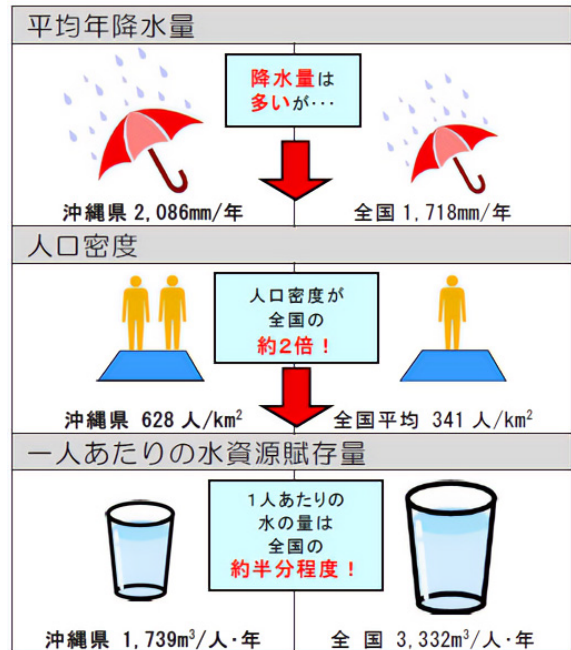 平均年降水量
降水量は
多いが･･･
沖縄県 2,086mm/年
全国 1,718mm/年
人口密度
人口密度が
全国の
約2倍！
沖縄県 628 人/km²
全国平均 341 人/km²
一人あたりの水資源賦存量
1人あたりの
水の量は
全国の
約半分程度！
沖縄県 1,739m³/人･年
全 国 3,332m³/人･年